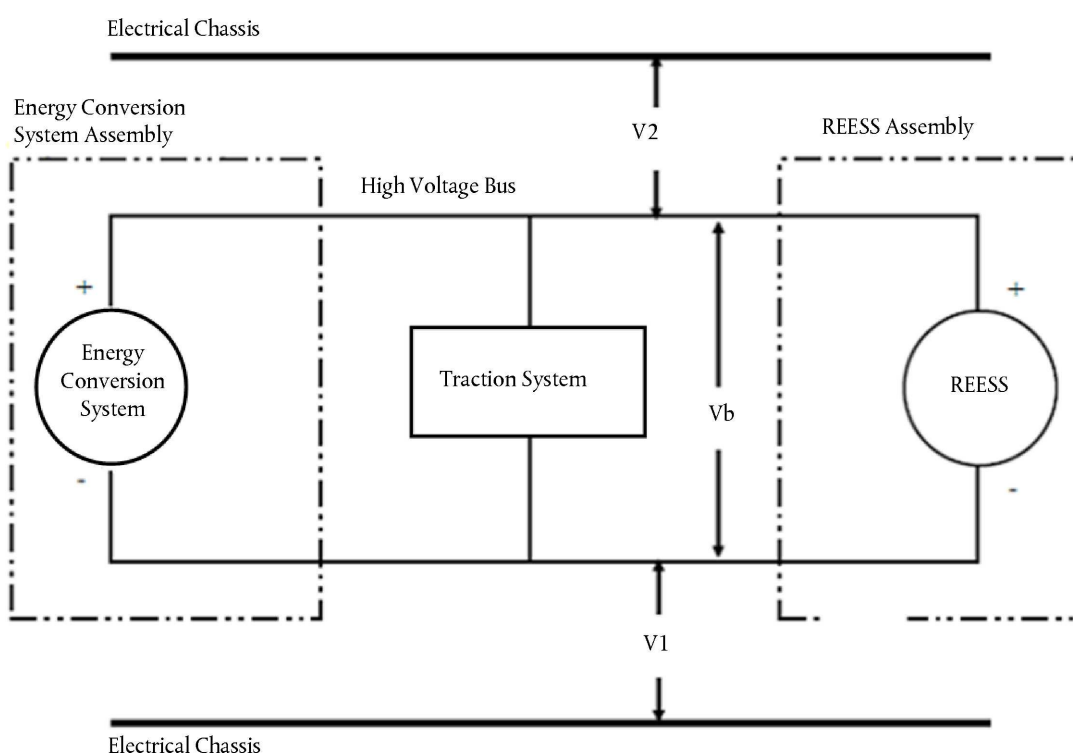 Electrical Chassis
Energy Conversion
System Assembly
V2
REESS Assembly
High Voltage Bus
+
+
Energy
Conversion
System
Traction System
REESS
Vb
-
-
V1
Electrical Chassis